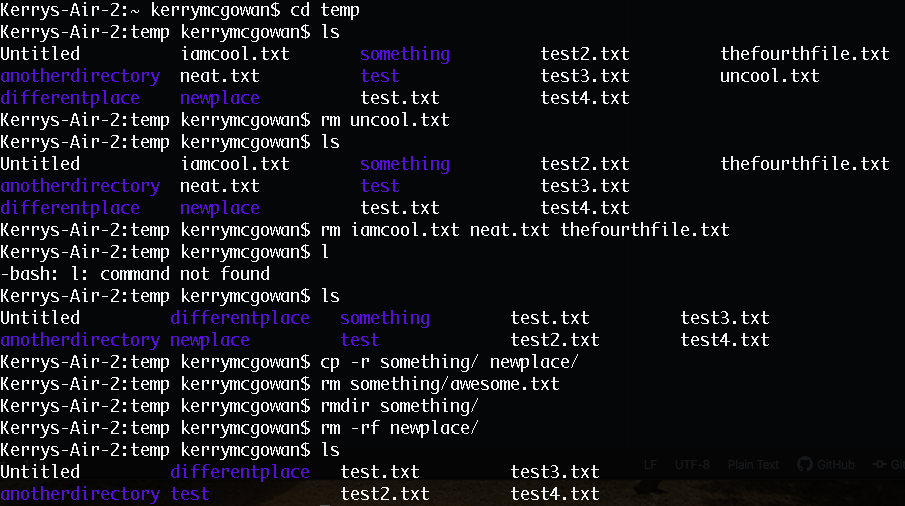 Kerrys-Air-2:~ kerrymcgowan$ cd temp
Kerrys-Air-2:temp kerrymcgowan$ ls
Untitled iamcool.txt something test2.txt thefourthfile.txt
anotherdirectory neat.txt test test3.txt uncool.txt
differentplace newplace test.txt test4.txt
Kerrys-Air-2:temp kerrymcgowan$ rm uncool.txt
Kerrys-Air-2:temp kerrymcgowan$ ls
Untitled iamcool.txt something test2.txt thefourthfile.txt
anotherdirectory neat.txt test test3.txt
differentplace newplace test.txt test4.txt
Kerrys-Air-2:temp kerrymcgowan$ rm iamcool.txt neat.txt thefourthfile.txt
Kerrys-Air-2:temp kerrymcgowan$ l
-bash: l: command not found
Kerrys-Air-2:temp kerrymcgowan$ ls
Untitled differentplace something test.txt test3.txt
anotherdirectory newplace test test2.txt test4.txt
Kerrys-Air-2:temp kerrymcgowan$ cp -r something/ newplace/
Kerrys-Air-2:temp kerrymcgowan$ rm something/awesome.txt
Kerrys-Air-2:temp kerrymcgowan$ rmdir something/
Kerrys-Air-2:temp kerrymcgowan$ rm -rf newplace/
Kerrys-Air-2:temp kerrymcgowan$ ls
Untitled differentplace test.txt test3.txt
LF UTF-8 Plain Text GitHub Gi
anotherdirectory test test2.txt test4.txt